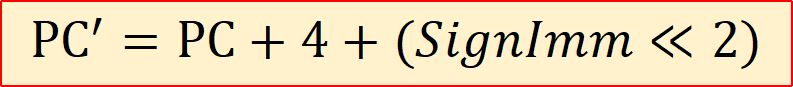 PC′ = PC + 4 + (SignImm ≪ 2)